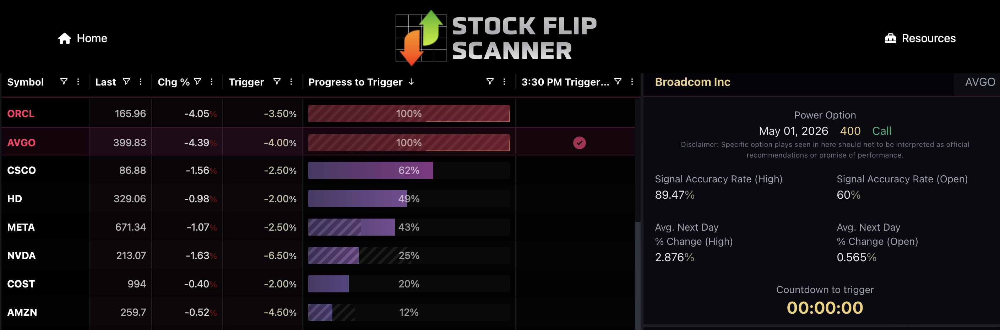 Home
STOCK FLIP
SCANNER
Resources
Symbol Last Chg % Trigger Progress to Trigger ↓ 3:30 PM Trigger...
ORCL 165.96 -4.05% -3.50% 100%
AVGO 399.83 -4.39% -4.00% 100%
CSCO 86.88 -1.56% -2.50% 62%
HD 329.06 -0.98% -2.00% 49%
META 671.34 -1.07% -2.50% 43%
NVDA 213.07 -1.63% -6.50% 25%
COST 994 -0.40% -2.00% 20%
AMZN 259.7 -0.52% -4.50% 12%
Broadcom Inc AVGO
Power Option
May 01, 2026 400 Call
Disclaimer: Specific option plays seen in here should not to be interpreted as official
recommendations or promise of performance.
Signal Accuracy Rate (High)
89.47%
Signal Accuracy Rate (Open)
60%
Avg. Next Day
% Change (High)
2.876%
Avg. Next Day
% Change (Open)
0.565%
Countdown to trigger
00:00:00